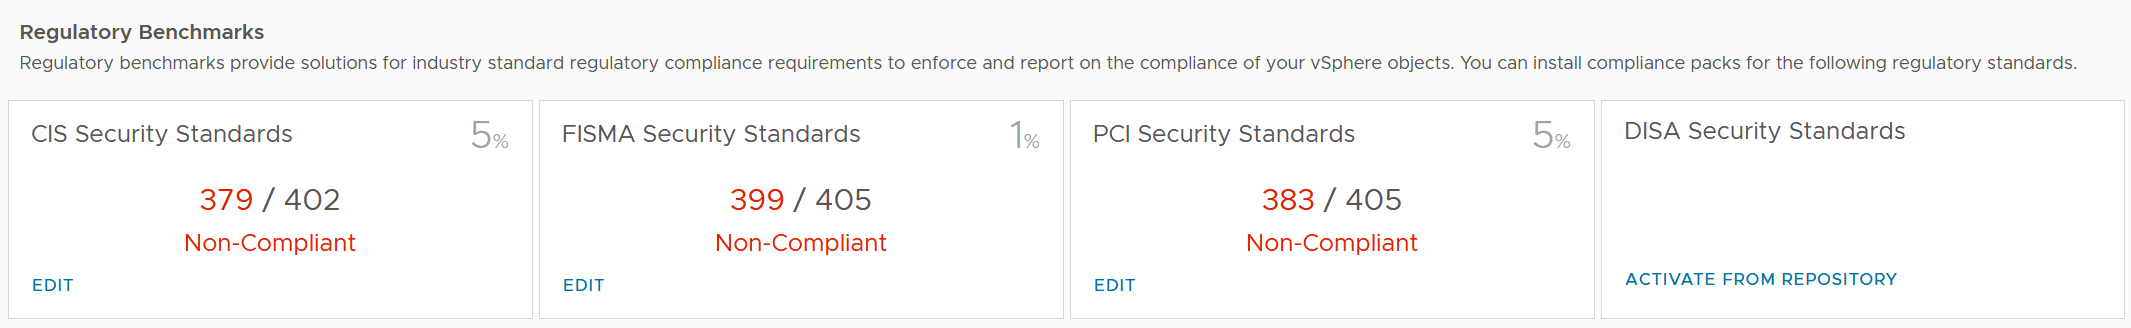 Regulatory Benchmarks
Regulatory benchmarks provide solutions for industry standard regulatory compliance requirements to enforce and report on the compliance of your vSphere objects. You can install compliance packs for the following regulatory standards.
CIS Security Standards 5%
379 / 402
Non-Compliant
EDIT
FISMA Security Standards 1%
399 / 405
Non-Compliant
EDIT
PCI Security Standards 5%
383 / 405
Non-Compliant
EDIT
DISA Security Standards
ACTIVATE FROM REPOSITORY